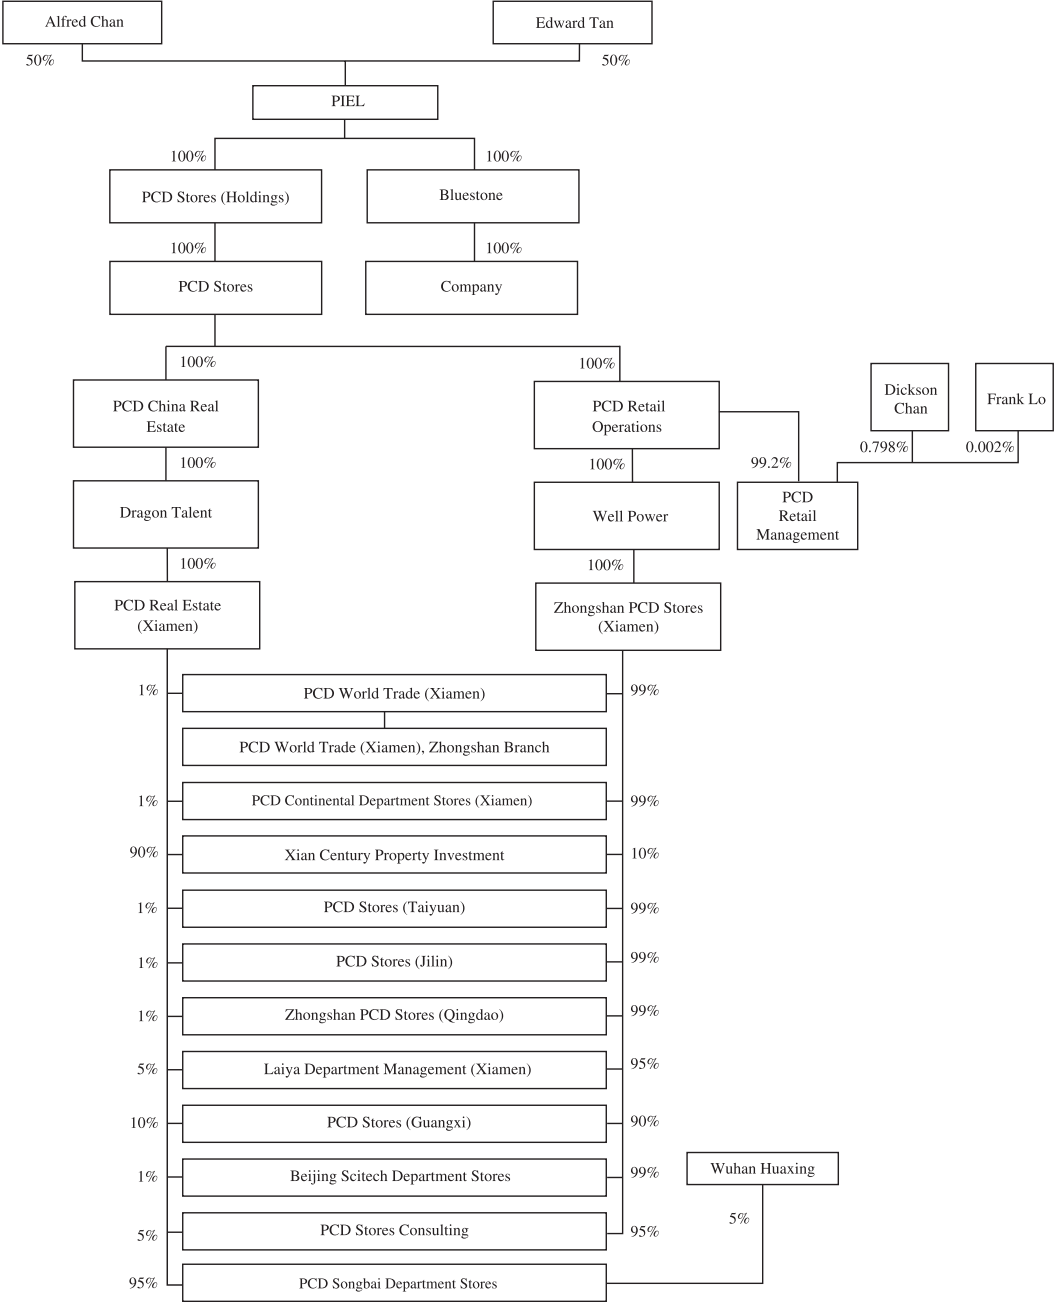 Alfred Chan
Edward Tan
50%
50%
PIEL
100%
100%
PCD Stores (Holdings)
Bluestone
100%
100%
PCD Stores
Company
100%
100%
PCD China Real
Estate
PCD Retail
Operations
Dickson
Chan
Frank Lo
100%
100%
99.2%
0.798%
0.002%
Dragon Talent
Well Power
PCD
Retail
Management
100%
100%
PCD Real Estate
(Xiamen)
Zhongshan PCD Stores
(Xiamen)
1%
PCD World Trade (Xiamen)
99%
PCD World Trade (Xiamen), Zhongshan Branch
1%
PCD Continental Department Stores (Xiamen)
99%
90%
Xian Century Property Investment
10%
1%
PCD Stores (Taiyuan)
99%
1%
PCD Stores (Jilin)
99%
1%
Zhongshan PCD Stores (Qingdao)
99%
5%
Laiya Department Management (Xiamen)
95%
10%
PCD Stores (Guangxi)
90%
1%
Beijing Scitech Department Stores
99%
Wuhan Huaxing
5%
5%
PCD Stores Consulting
95%
95%
PCD Songbai Department Stores